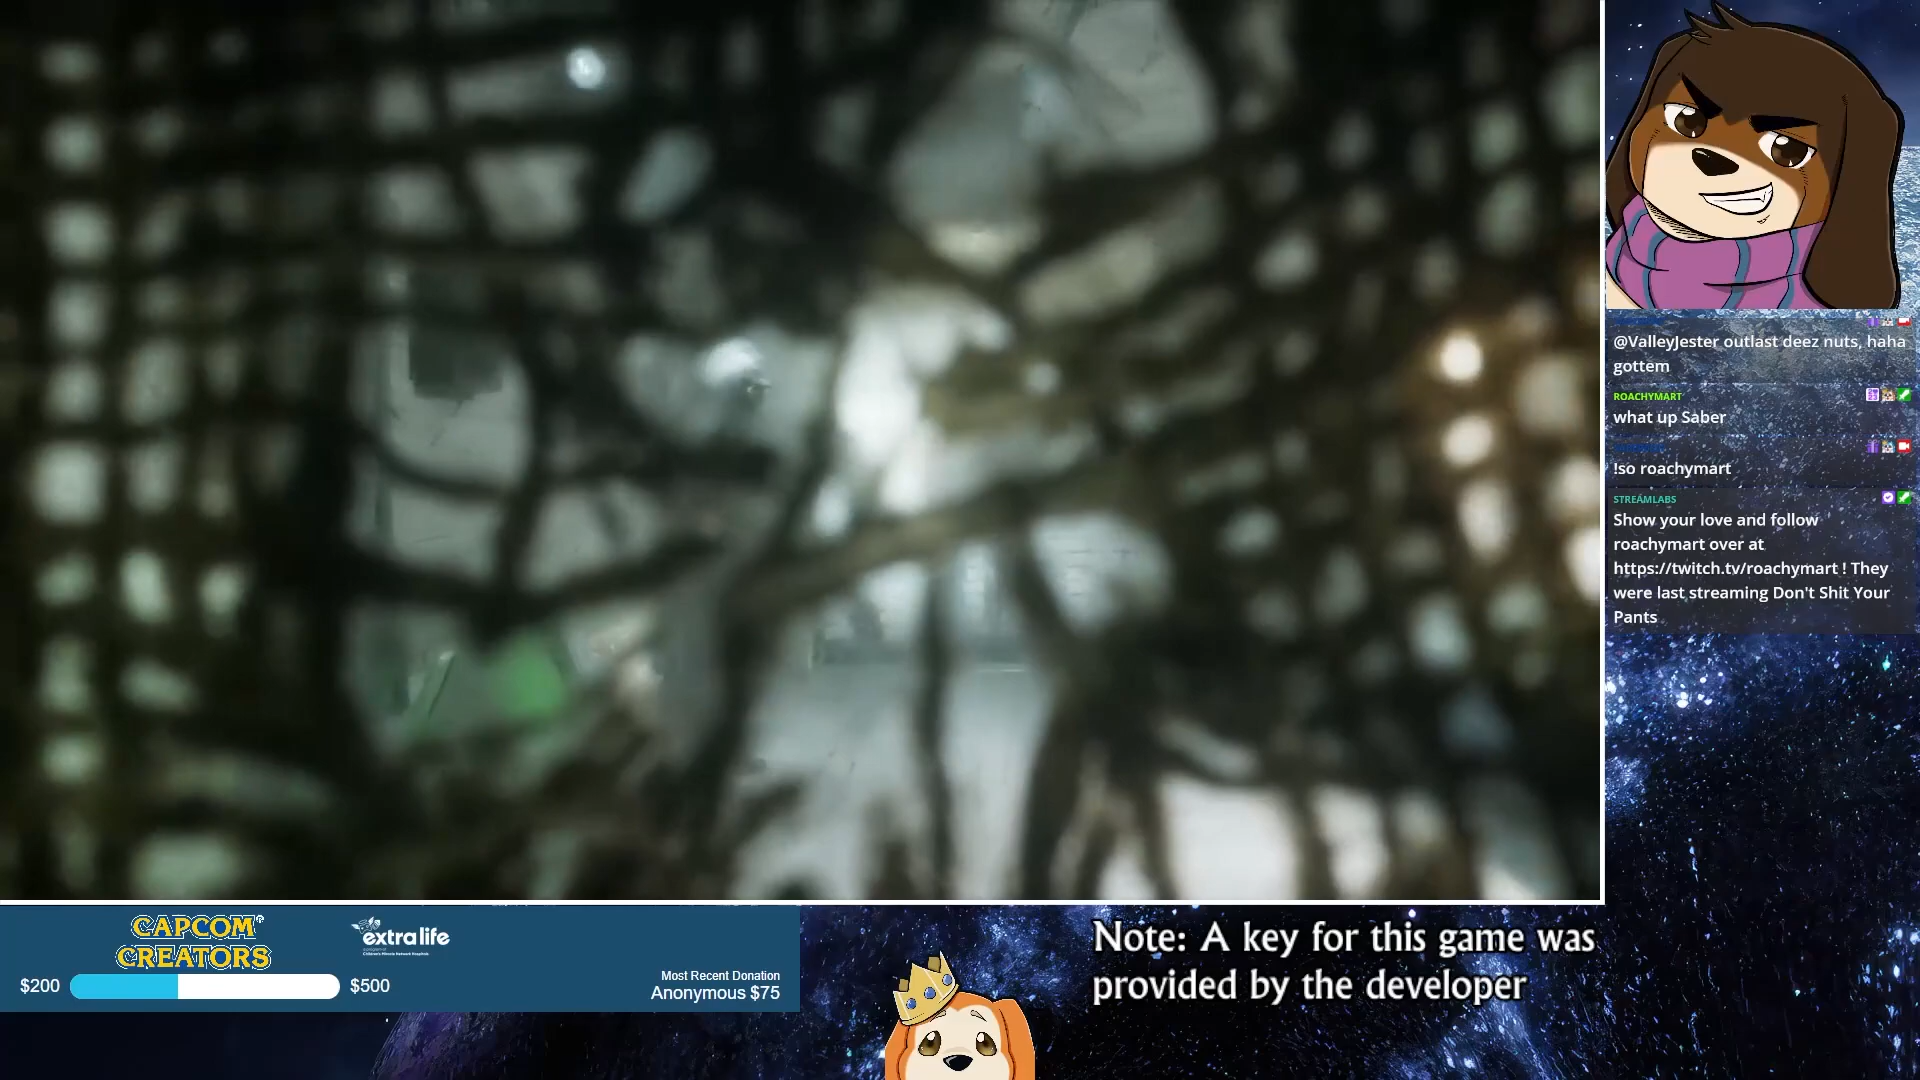 @ValleyJester outlast deez nuts, haha
gottem
ROACHYMART
what up Saber
!so roachymart
STREAMLABS
Show your love and follow
roachymart over at
https://twitch.tv/roachymart ! They
were last streaming Don't Shit Your
Pants
CAPCOM
CREATORS
extralife
$200
$500
Most Recent Donation
Anonymous $75
Note: A key for this game was
provided by the developer